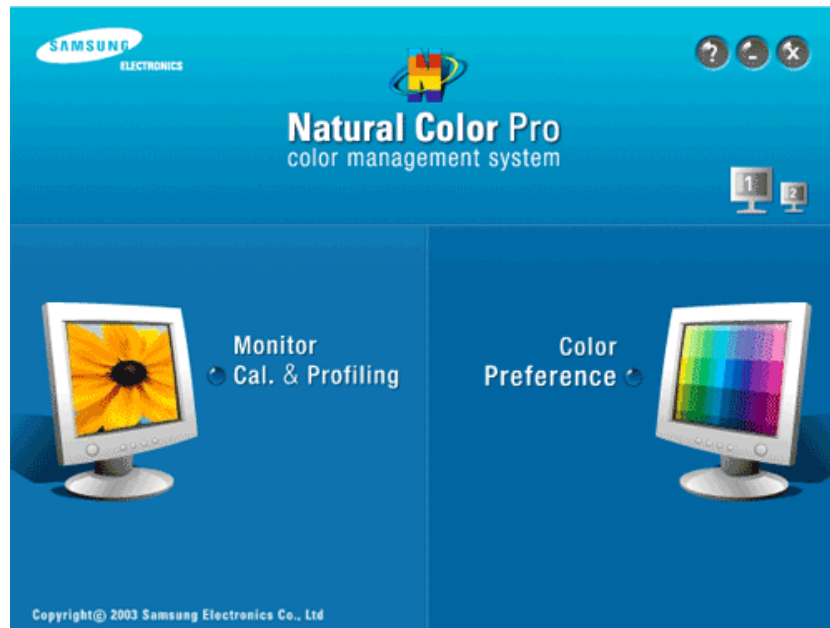 SAMSUNG
ELECTRONICS
N
Natural Color Pro
color management system
1
2
Monitor
Cal. & Profiling
Color
Preference
Copyright© 2003 Samsung Electronics Co., Ltd